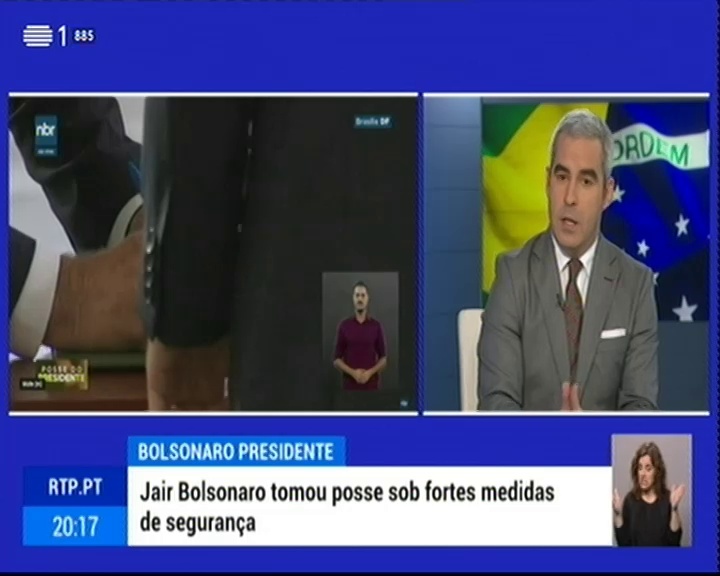 1 885
nbr
Brasília DF
ORDEM
POSSE DO
PRESIDENTE
BOLSONARO PRESIDENTE
RTP.PT
Jair Bolsonaro tomou posse sob fortes medidas
20:17
de segurança